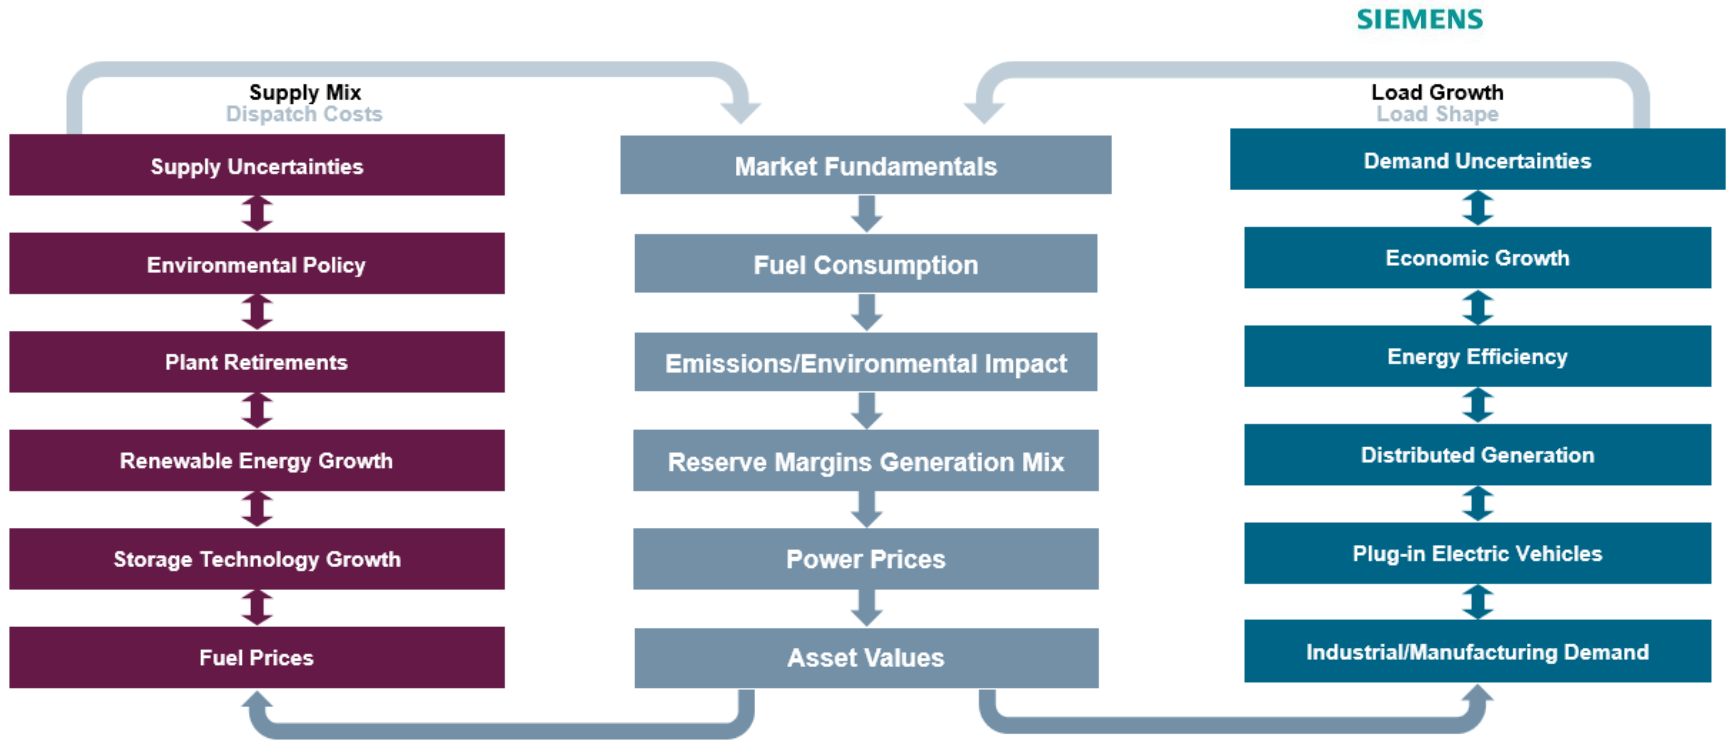 SIEMENS
Supply Mix
Dispatch Costs
Load Growth
Load Shape
Supply Uncertainties
Environmental Policy
Plant Retirements
Renewable Energy Growth
Storage Technology Growth
Fuel Prices
Market Fundamentals
Fuel Consumption
Emissions/Environmental Impact
Reserve Margins Generation Mix
Power Prices
Asset Values
Demand Uncertainties
Economic Growth
Energy Efficiency
Distributed Generation
Plug-in Electric Vehicles
Industrial/Manufacturing Demand